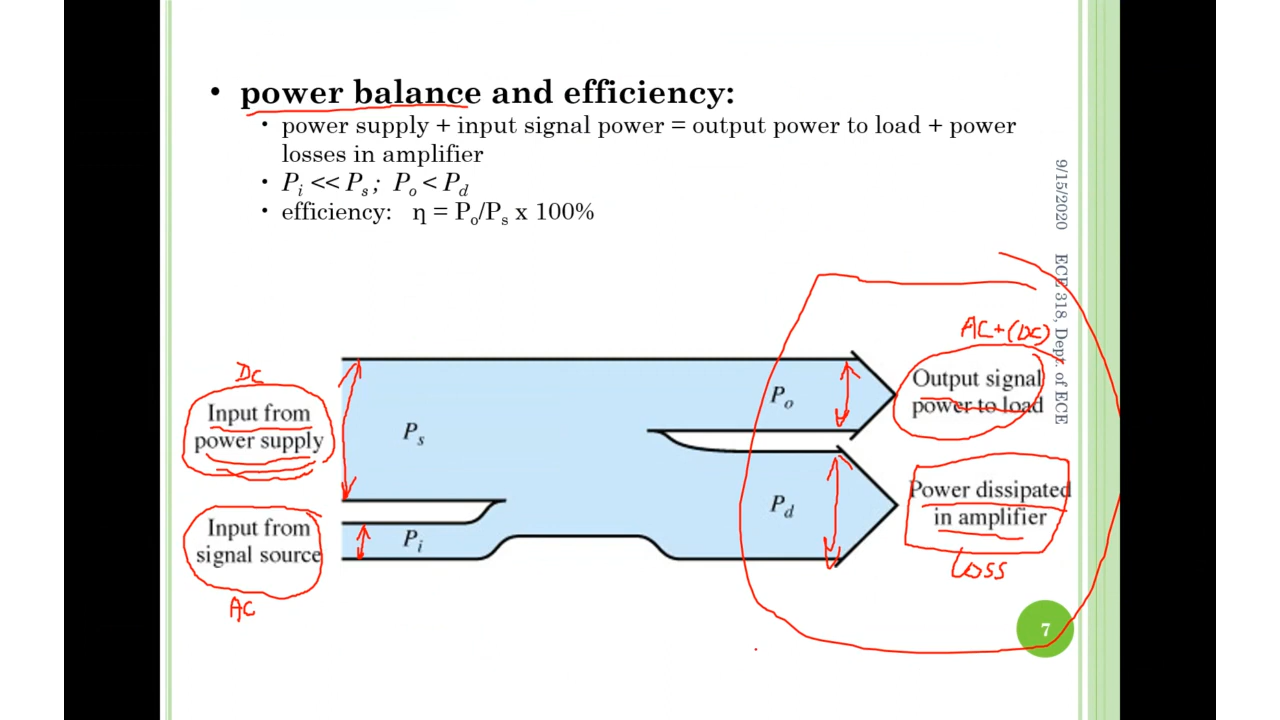 • power balance and efficiency:
• power supply + input signal power = output power to load + power
losses in amplifier
• Pi << Ps ; Po < Pd
• efficiency: η = Po/Ps x 100%
9/15/2020 ECE 318, Dept. of ECE
AC+(DC)
DC
Input from
power supply
Ps
Po
Output signal
power to load
Input from
signal source
Pi
Pd
Power dissipated
in amplifier
Loss
AC
7